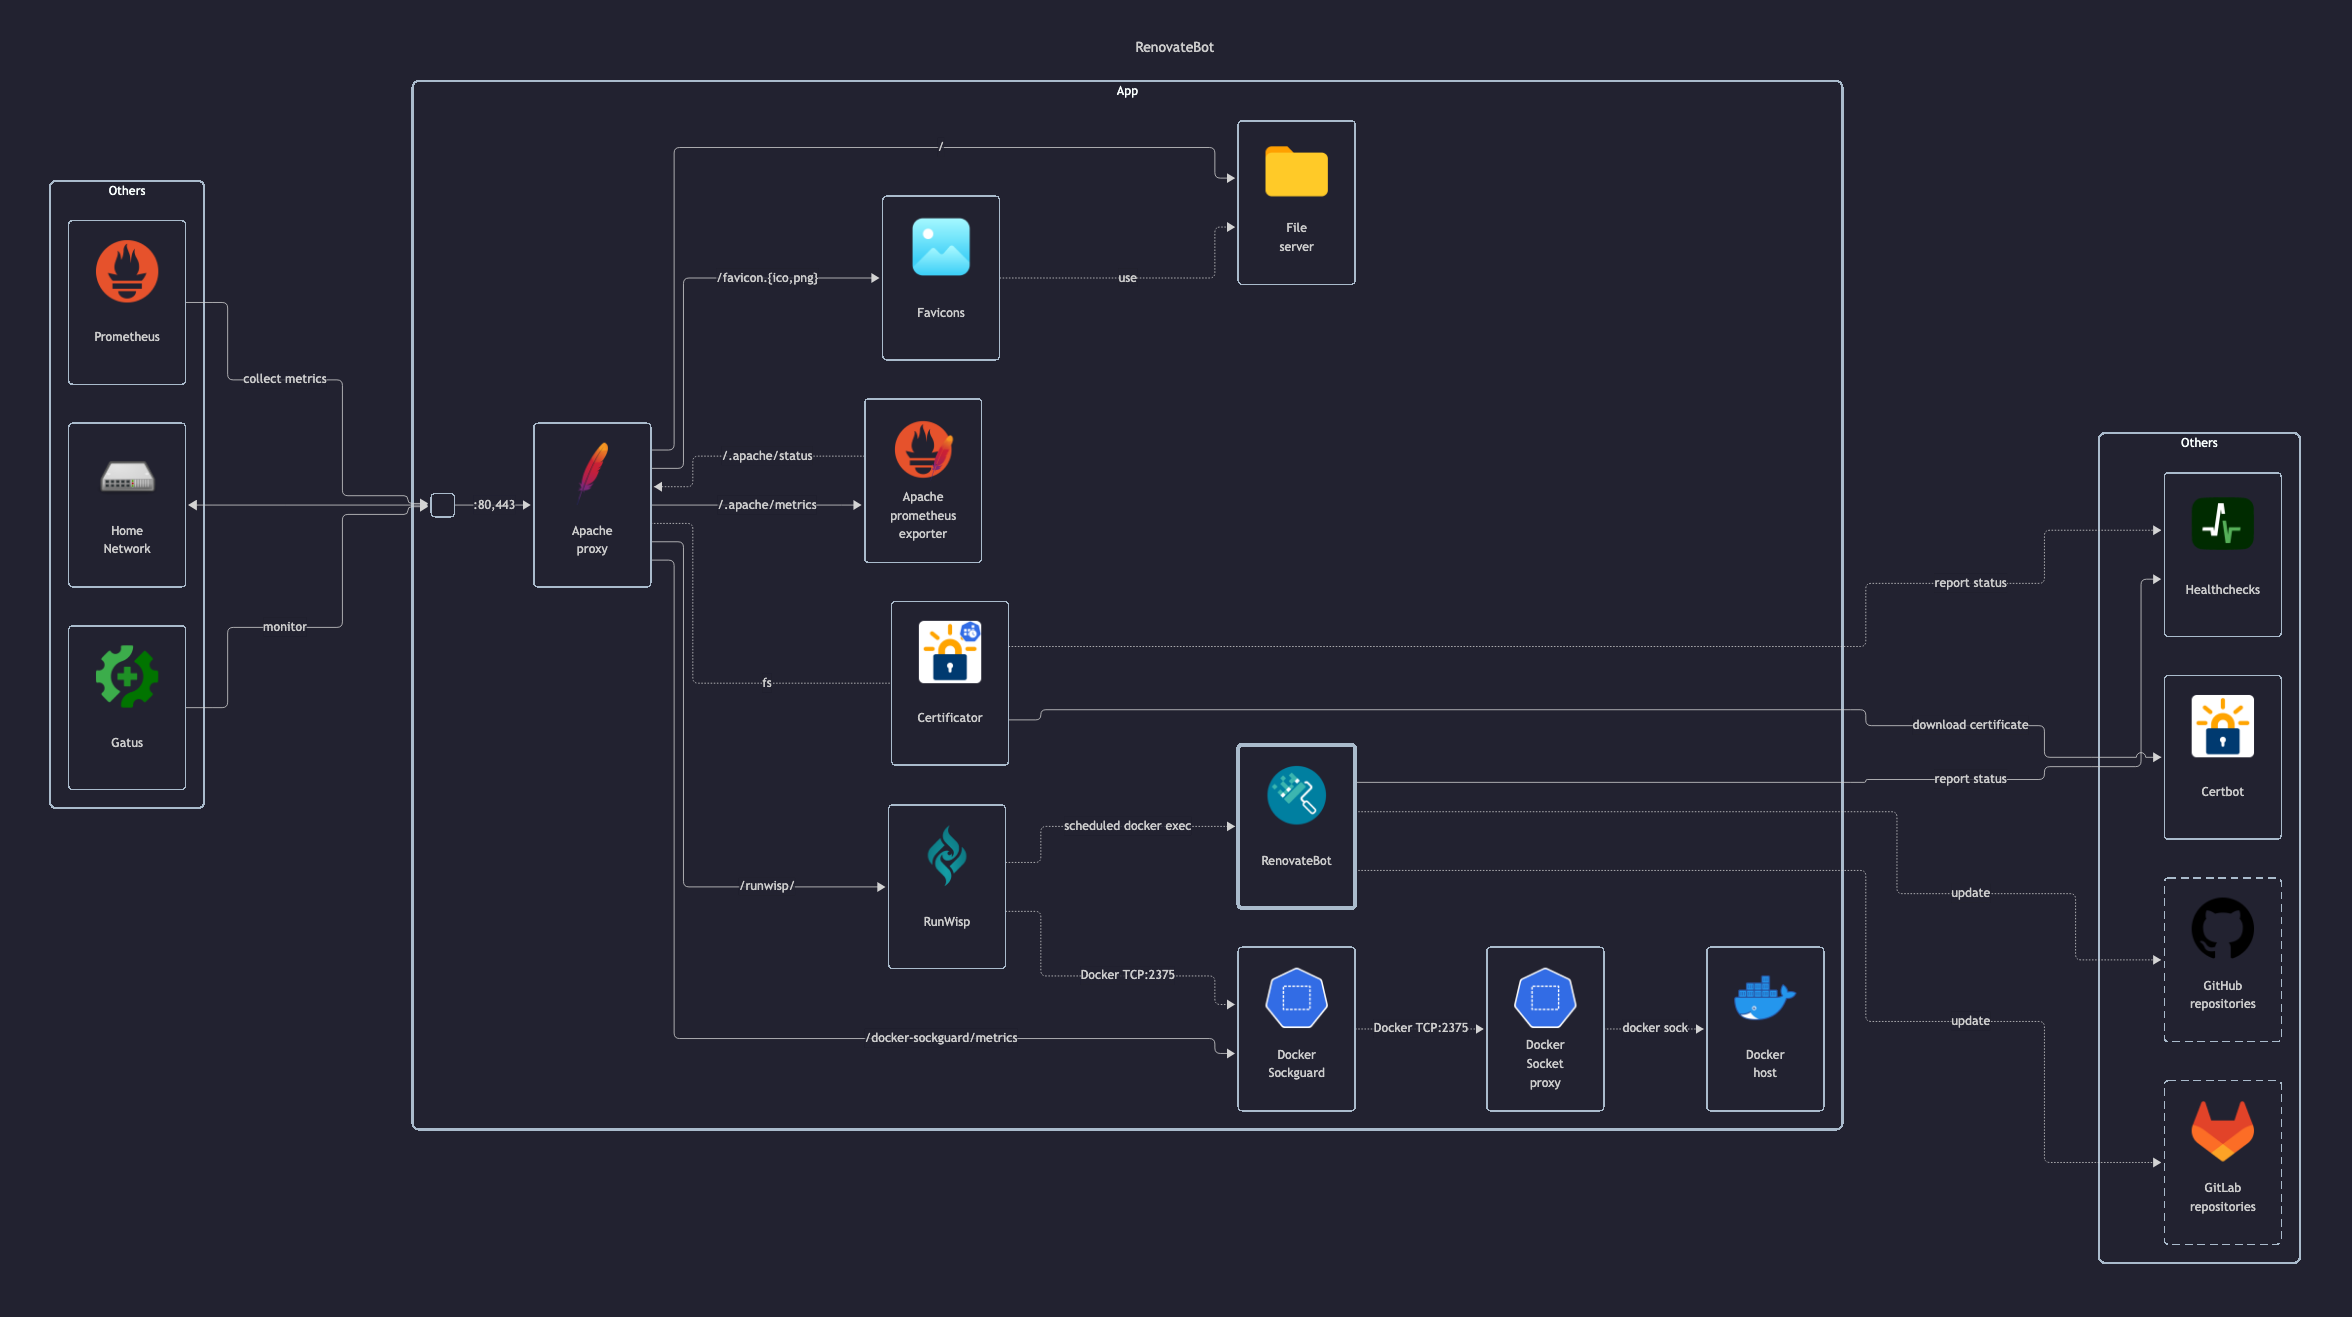 RenovateBot
App
Others
Prometheus
Home
Network
Gatus
collect metrics
monitor
:80,443
Apache
proxy
/
/favicon.{ico,png}
Favicons
use
File
server
/.apache/status
/.apache/metrics
Apache
prometheus
exporter
fs
Certificator
/runwisp/
RunWisp
scheduled docker exec
RenovateBot
Docker TCP:2375
/docker-sockguard/metrics
Docker
Sockguard
Docker TCP:2375
Docker
Socket
proxy
docker sock
Docker
host
report status
download certificate
report status
update
update
Others
Healthchecks
Certbot
GitHub
repositories
GitLab
repositories